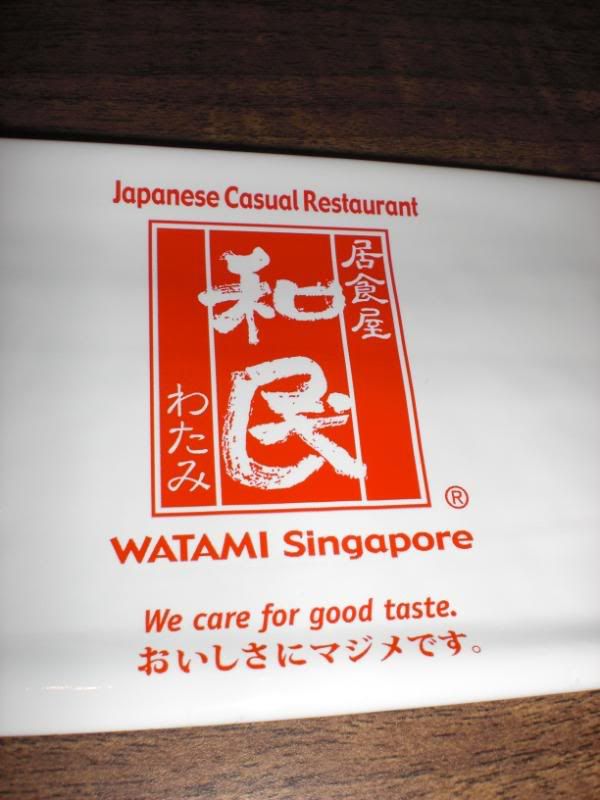 Japanese Casual Restaurant
居食屋
和民
わたみ
®
WATAMI Singapore
We care for good taste.
おいしさにマジメです。